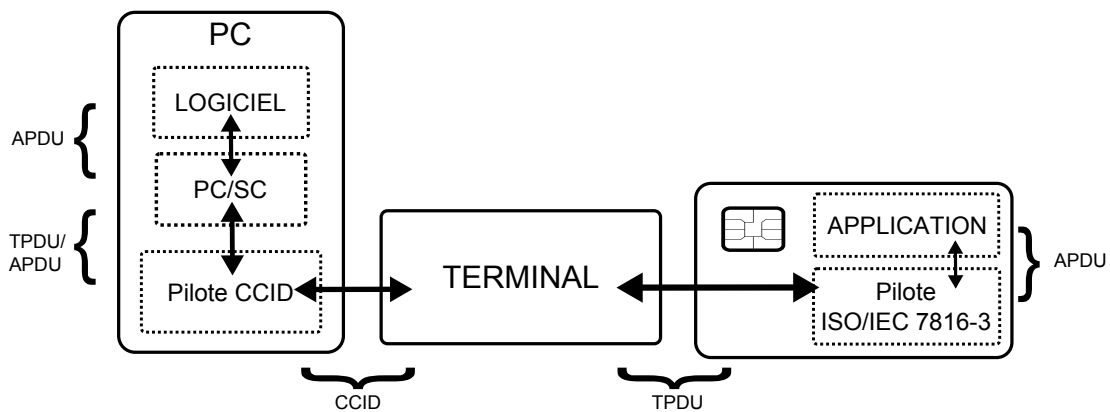 PC
LOGICIEL
APDU
PC/SC
TPDU/
APDU
Pilote CCID
TERMINAL
APPLICATION
APDU
Pilote
ISO/IEC 7816-3
CCID
TPDU